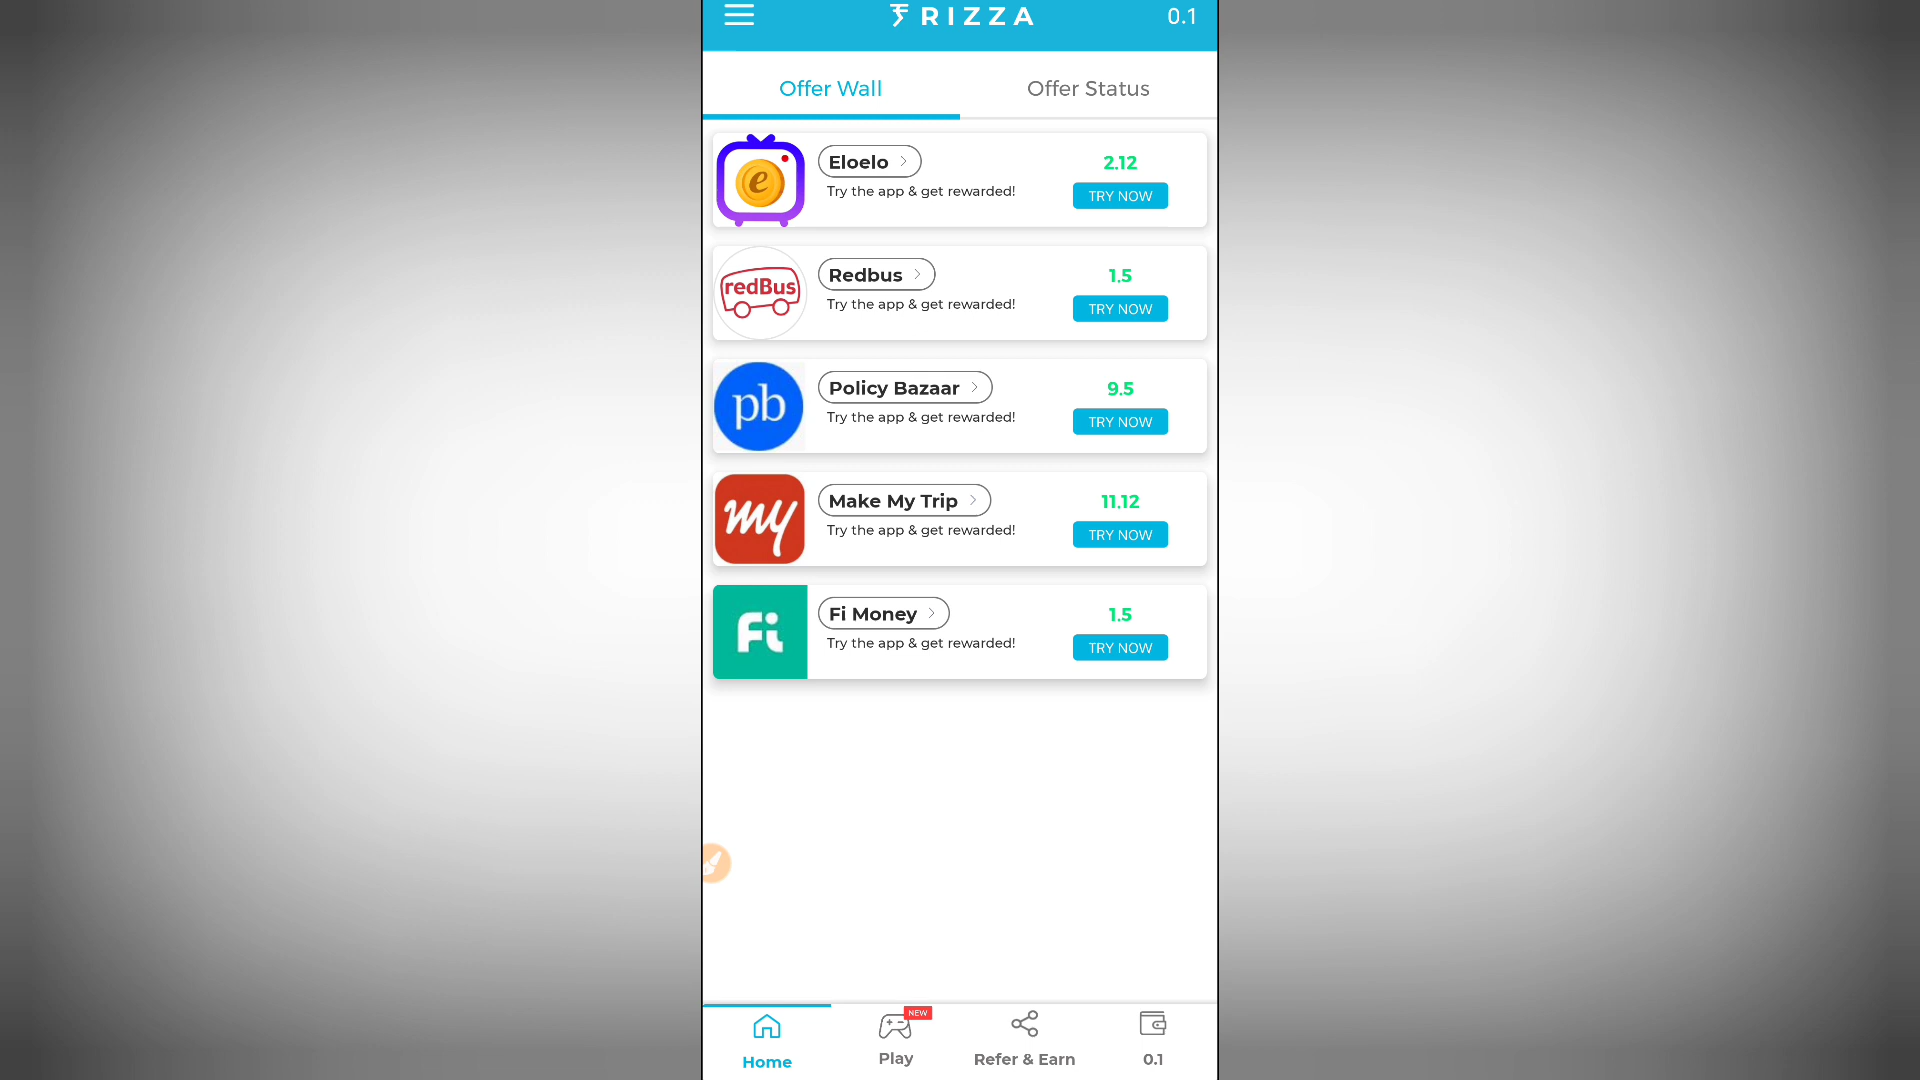 ₹RIZZA
0.1
Offer Wall
Offer Status
e
Eloelo
2.12
Try the app & get rewarded!
TRY NOW
redBus
Redbus
1.5
Try the app & get rewarded!
TRY NOW
pb
Policy Bazaar
9.5
Try the app & get rewarded!
TRY NOW
my
Make My Trip
11.12
Try the app & get rewarded!
TRY NOW
Fi
Fi Money
1.5
Try the app & get rewarded!
TRY NOW
NEW
Home
Play
Refer & Earn
0.1